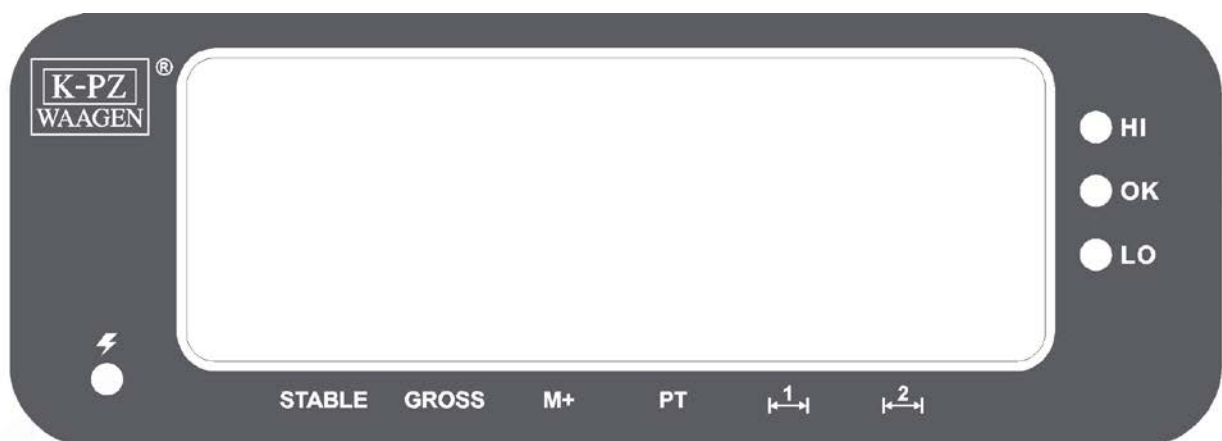 K-PZ ®
WAAGEN
HI
OK
LO
STABLE GROSS M+ PT 1 2